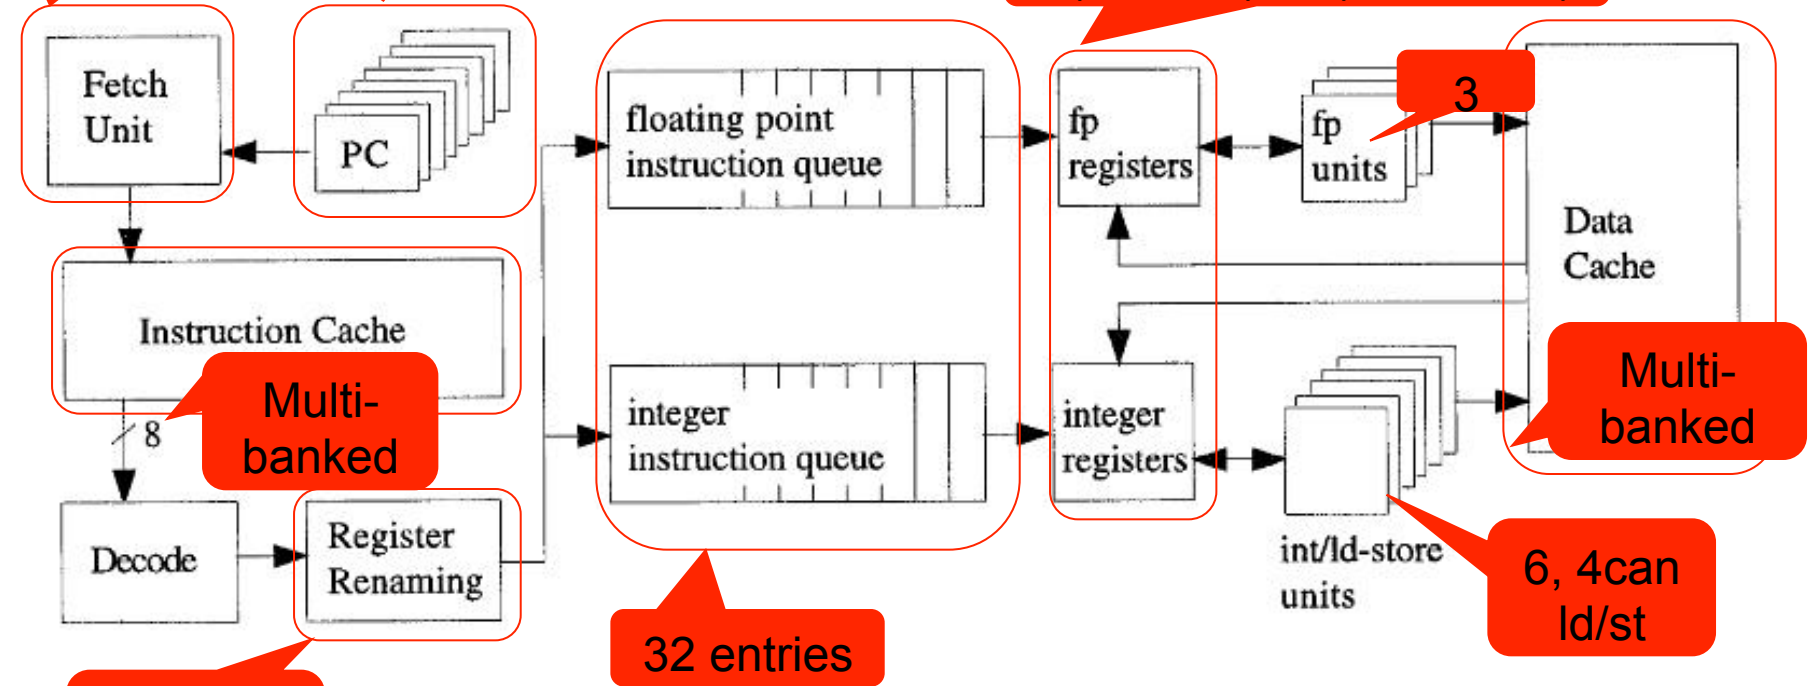 Fetch
Unit
PC
floating point
instruction queue
fp
registers
3
fp
units
Data
Cache
Instruction Cache
Multi-
banked
8
integer
instruction queue
integer
registers
Multi-
banked
Decode
Register
Renaming
int/ld-store
units
6, 4can
ld/st
32 entries